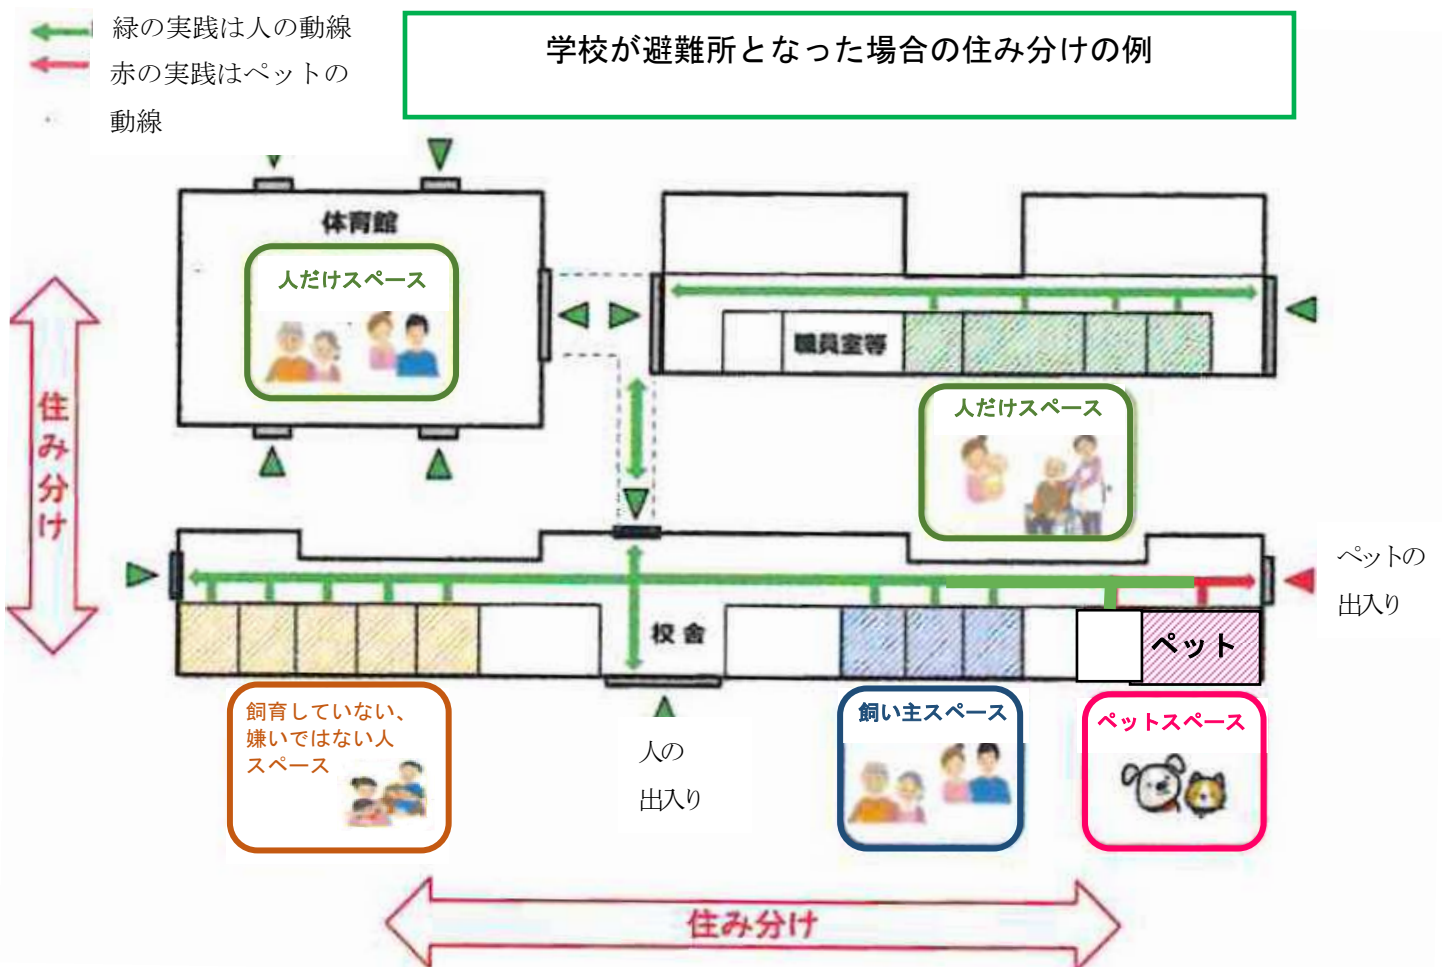 緑の実践は人の動線
赤の実践はペットの
動線
学校が避難所となった場合の住み分けの例
体育館
人だけスペース
職員室等
人だけスペース
住み分け
ペットの
出入り
校舎
ペット
飼育していない、
嫌いではない人
スペース
人の
出入り
飼い主スペース
ペットスペース
住み分け